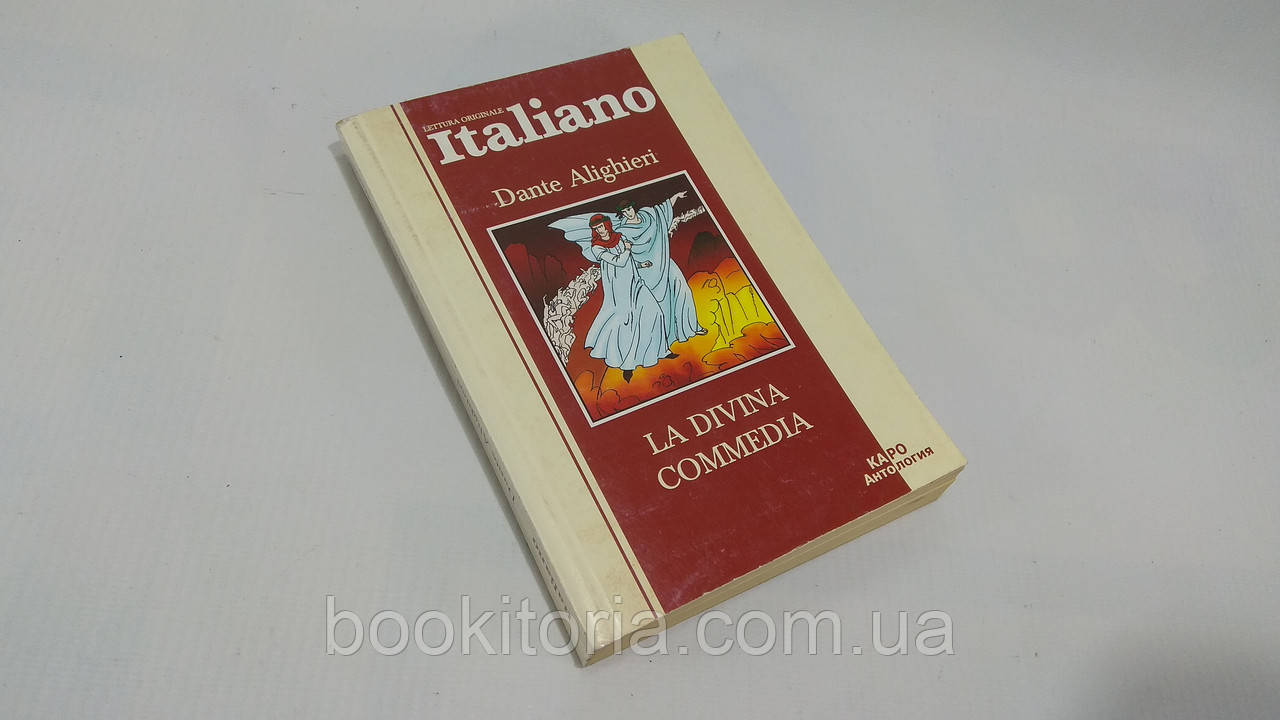 LETTURA ORIGINALE
Italiano
Dante Alighieri
LA DIVINA
COMMEDIA
КАРО
Антология
bookitoria.com.ua